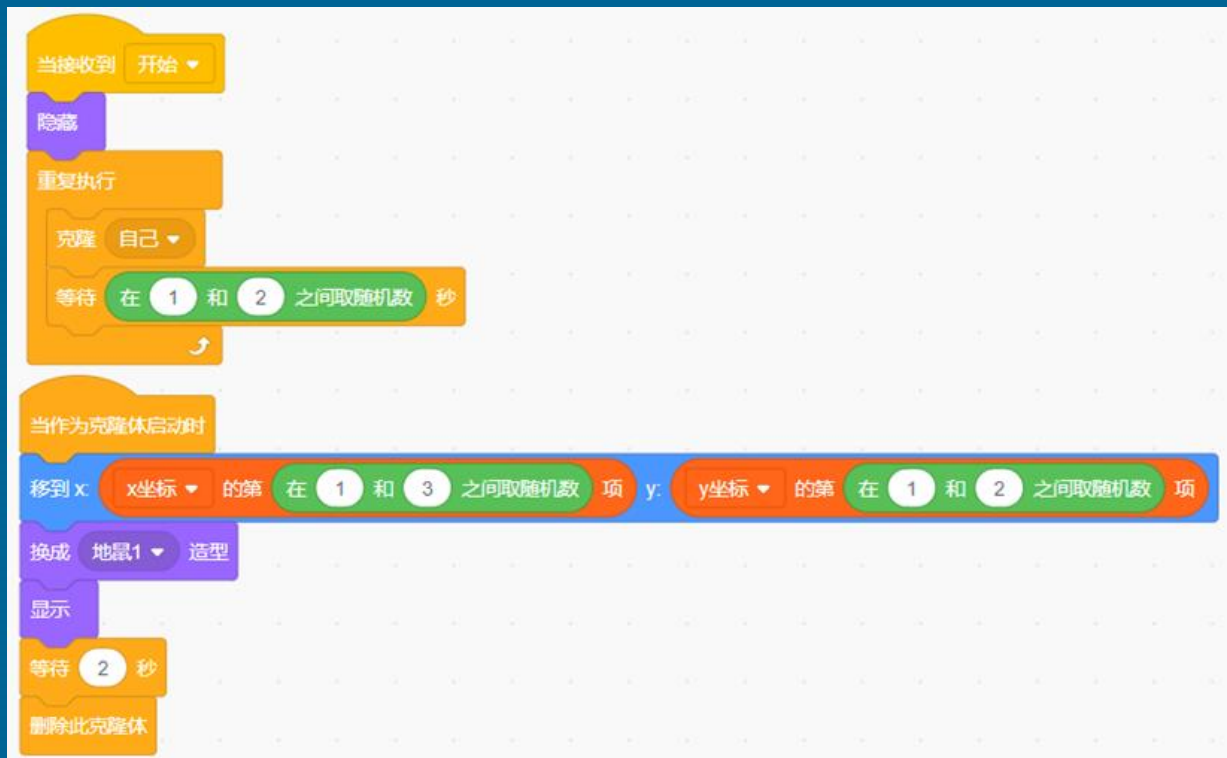 当接收到 开始
隐藏
重复执行
克隆 自己
等待 在 1 和 2 之间取随机数 秒
当作为克隆体启动时
移到 x: x坐标 的第 在 1 和 3 之间取随机数 项 y: y坐标 的第 在 1 和 2 之间取随机数 项
换成 地鼠1 造型
显示
等待 2 秒
删除此克隆体